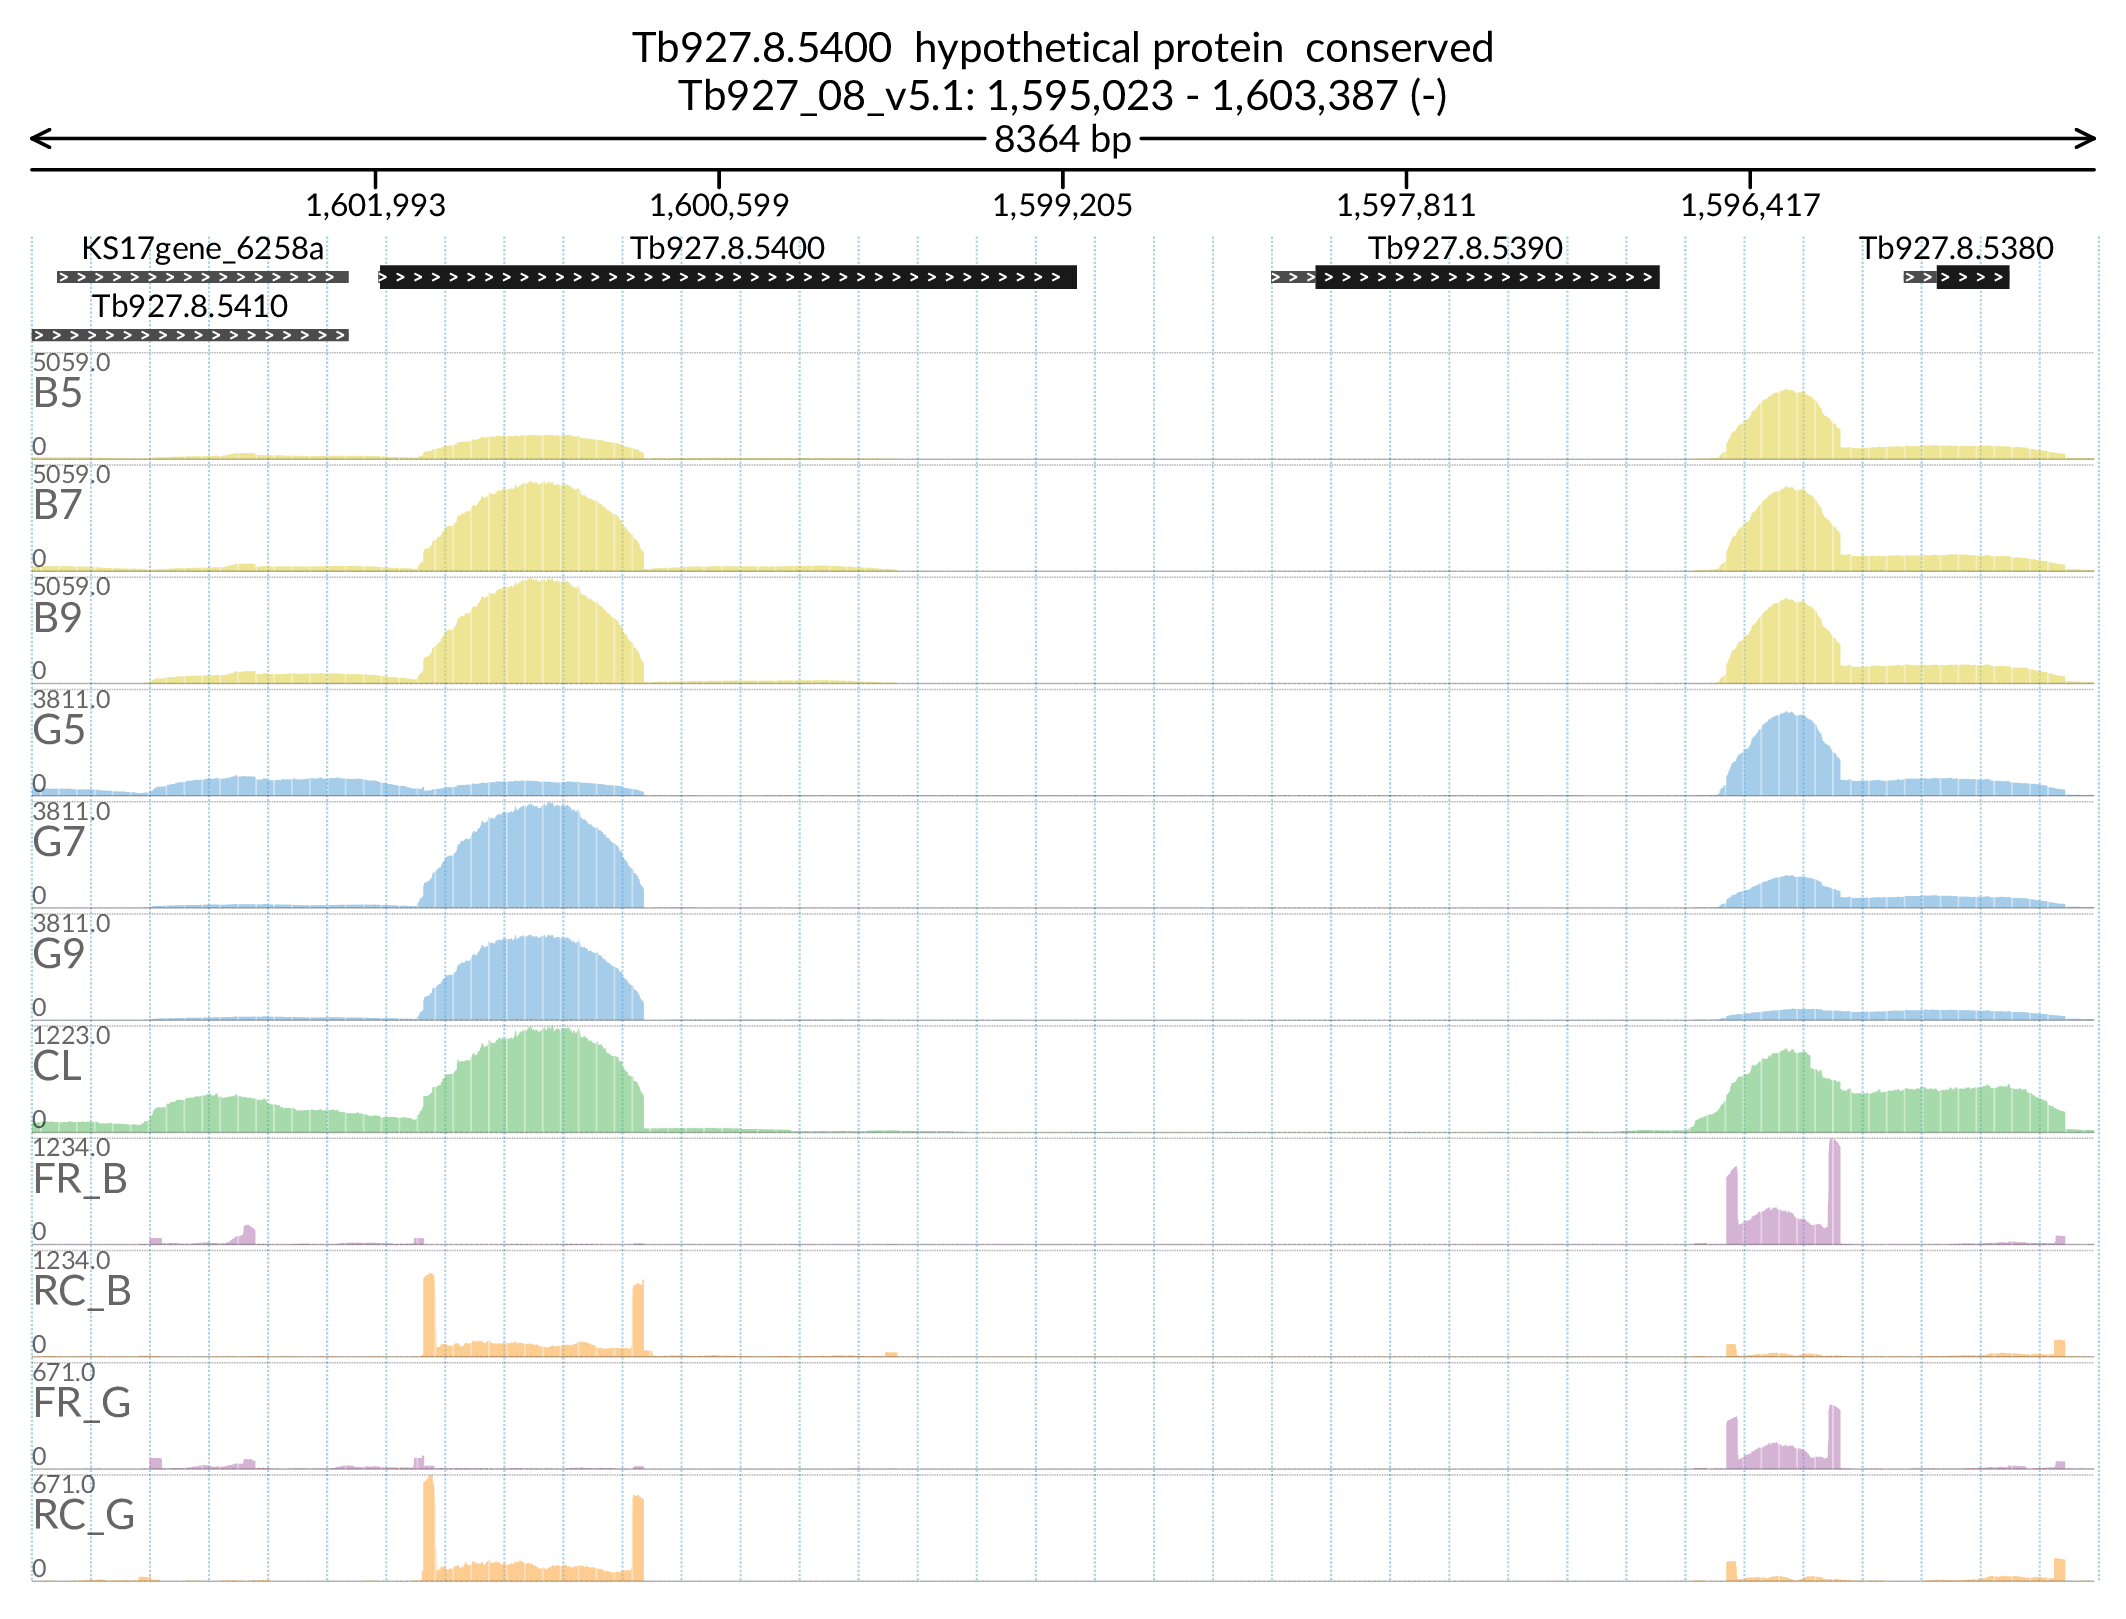 Tb927.8.5400  hypothetical protein  conserved
Tb927_08_v5.1: 1,595,023 - 1,603,387 (-)
8364 bp
1,601,993 1,600,599 1,599,205 1,597,811 1,596,417
KS17gene_6258a Tb927.8.5400 Tb927.8.5390 Tb927.8.5380
Tb927.8.5410
5059.0
B5
0
5059.0
B7
0
5059.0
B9
0
3811.0
G5
0
3811.0
G7
0
3811.0
G9
0
1223.0
CL
0
1234.0
FR_B
0
1234.0
RC_B
0
671.0
FR_G
0
671.0
RC_G
0